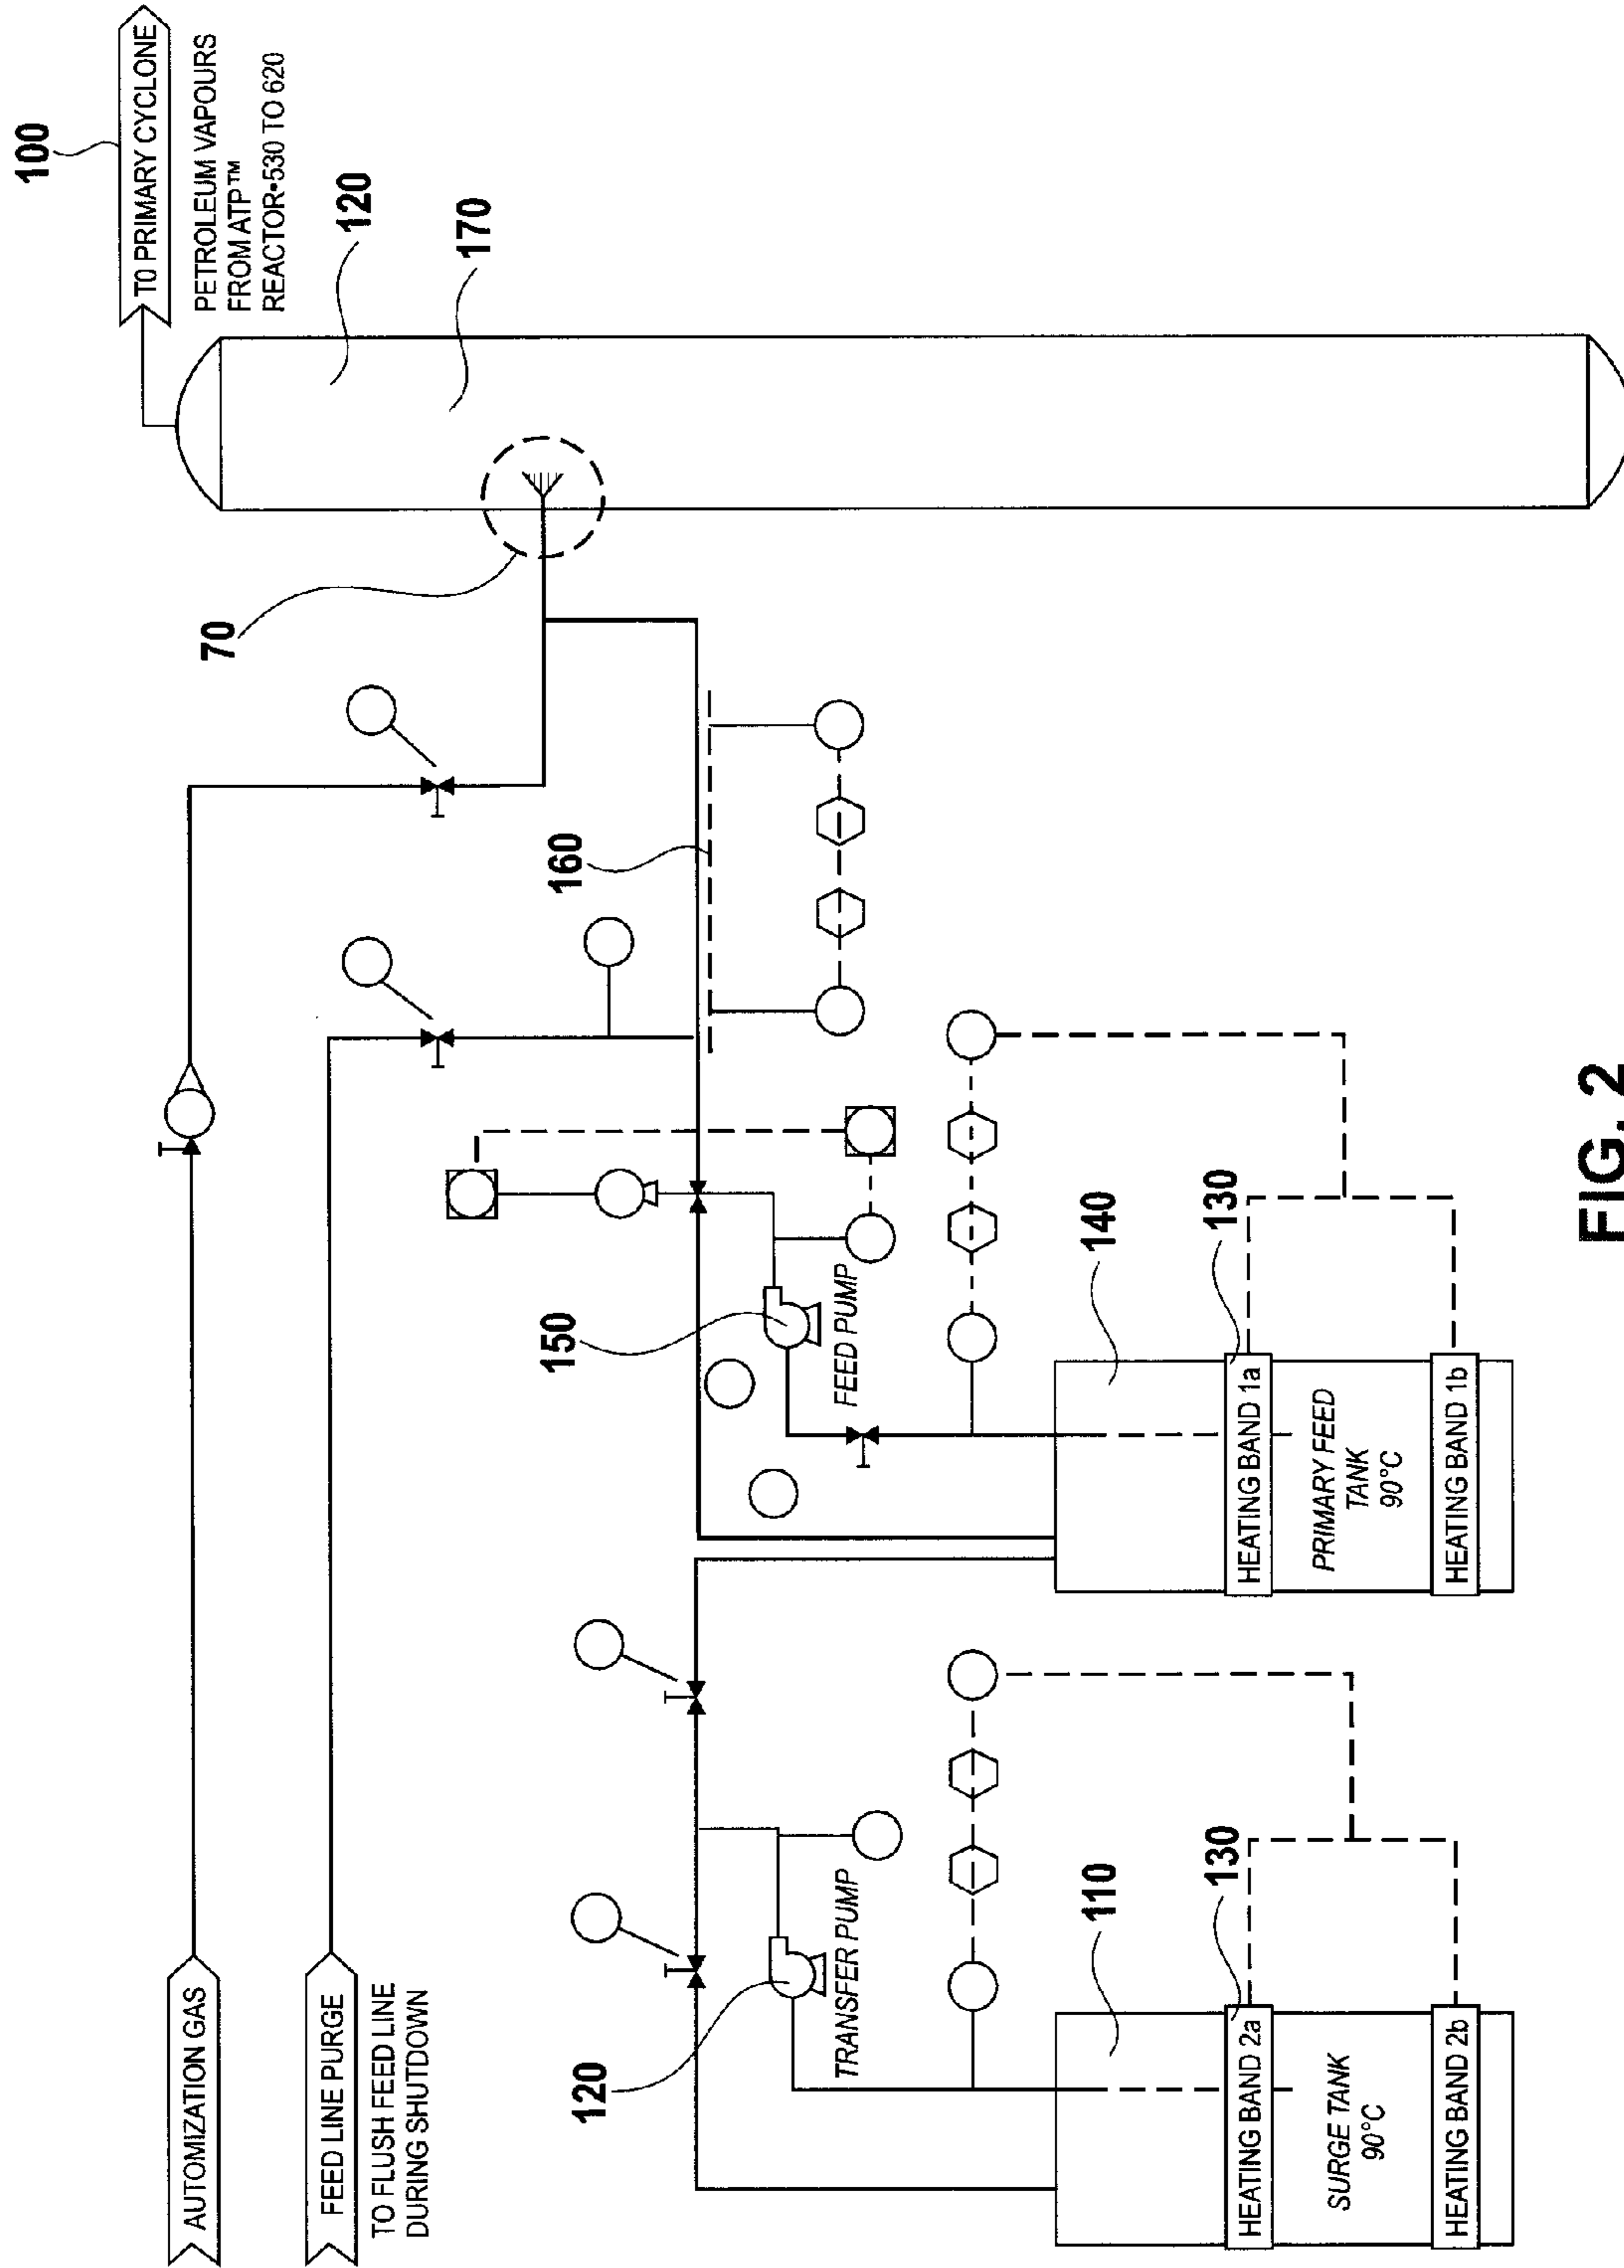 100
TO PRIMARY CYCLONE
PETROLEUM VAPOURS
FROM ATP™
REACTOR•530 TO 620
120
170
70
AUTOMIZATION GAS
FEED LINE PURGE
TO FLUSH FEED LINE
DURING SHUTDOWN
160
150
FEED PUMP
120
TRANSFER PUMP
140
130
HEATING BAND 1a
PRIMARY FEED
TANK
90°C
HEATING BAND 1b
110
130
HEATING BAND 2a
SURGE TANK
90°C
HEATING BAND 2b
FIG. 2